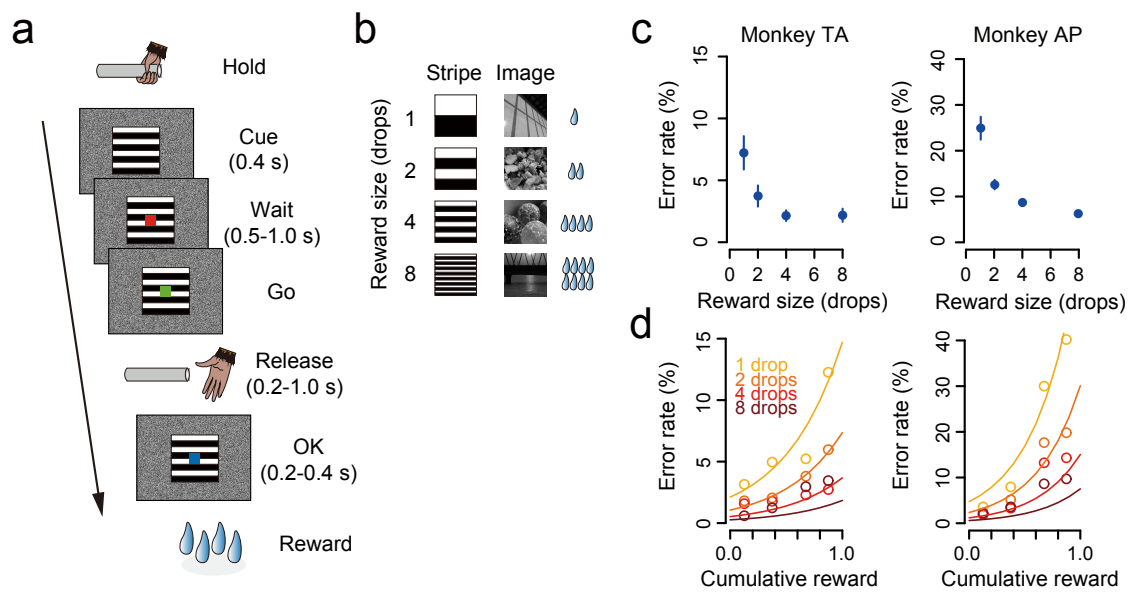 a
Hold
Cue
(0.4 s)
Wait
(0.5-1.0 s)
Go
Release
(0.2-1.0 s)
OK
(0.2-0.4 s)
Reward
b
Stripe Image
Reward size (drops)
1
2
4
8
c
Monkey TA
Error rate (%)
15
10
5
0
0 2 4 6 8
Reward size (drops)
Monkey AP
Error rate (%)
40
30
20
10
0
0 2 4 6 8
Reward size (drops)
d
Error rate (%)
15
10
5
0
1 drop
2 drops
4 drops
8 drops
0.0 1.0
Cumulative reward
Error rate (%)
40
30
20
10
0
0.0 1.0
Cumulative reward